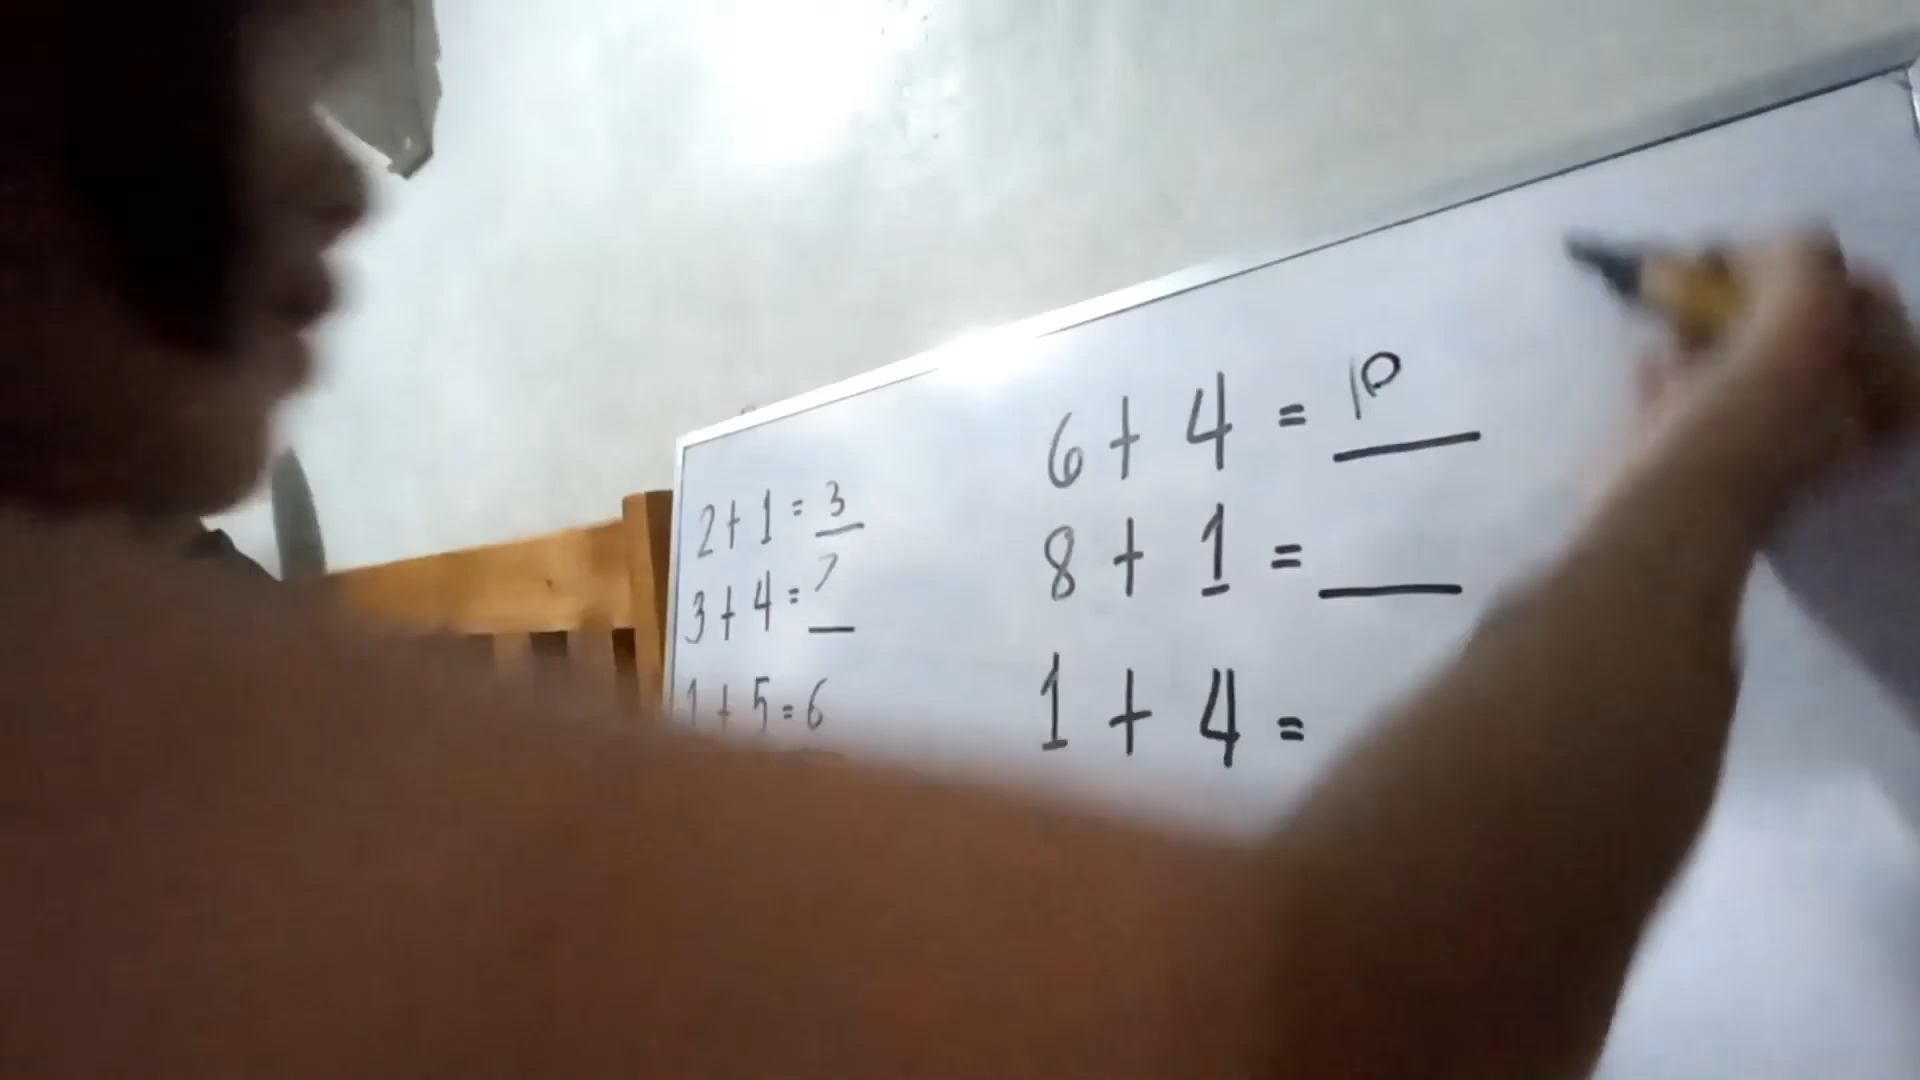 2 + 1 = 3
3 + 4 = 7
1 + 5 = 6
6 + 4 = 10
8 + 1 =
1 + 4 =